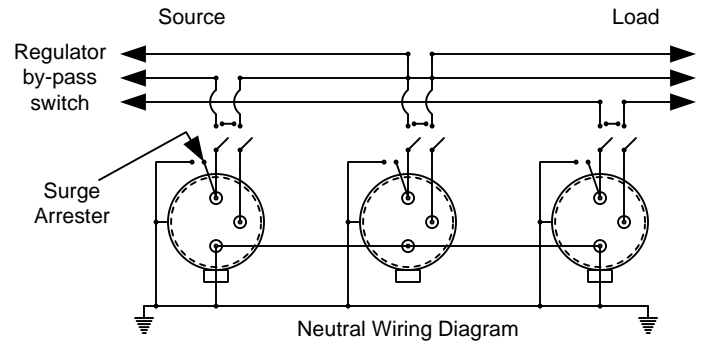 Source
Load
Regulator
by-pass
switch
Surge
Arrester
Neutral Wiring Diagram